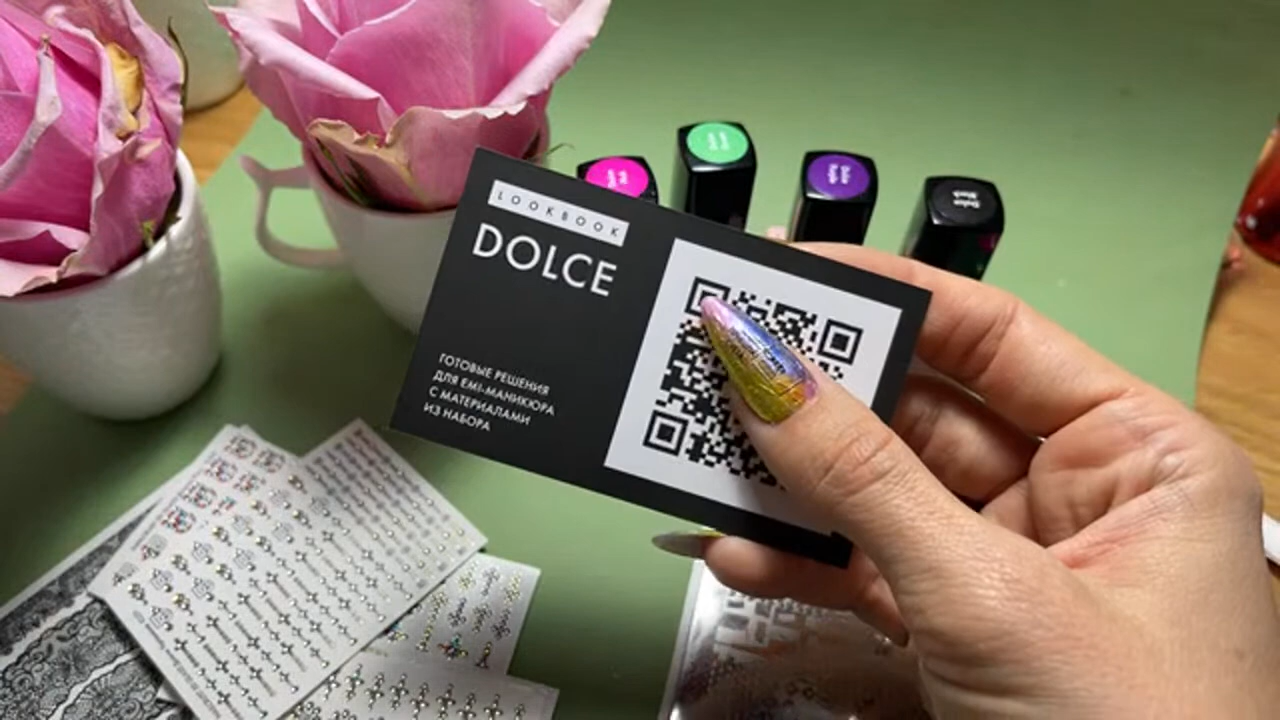 LOOKBOOK
DOLCE
ГОТОВЫЕ РЕШЕНИЯ
ДЛЯ EMI-МАНИКЮРА
С МАТЕРИАЛАМИ
ИЗ НАБОРА